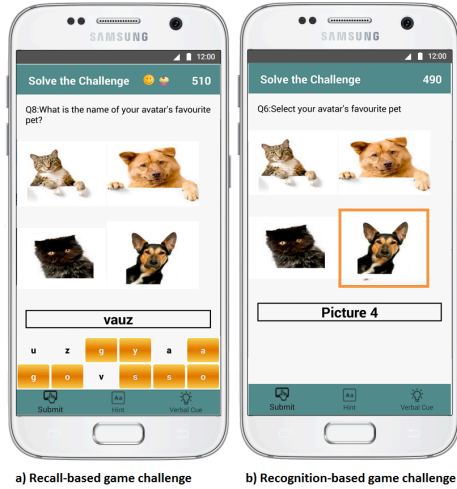 SAMSUNG
12:00
Solve the Challenge 510
Q8:What is the name of your avatar's favourite
pet?
vauz
u z g y a a
g o v s s o
Submit Hint Verbal Cue
Aa
a) Recall-based game challenge
SAMSUNG
12:00
Solve the Challenge 490
Q6:Select your avatar's favourite pet
Picture 4
Aa
Submit Hint Verbal Cue
b) Recognition-based game challenge